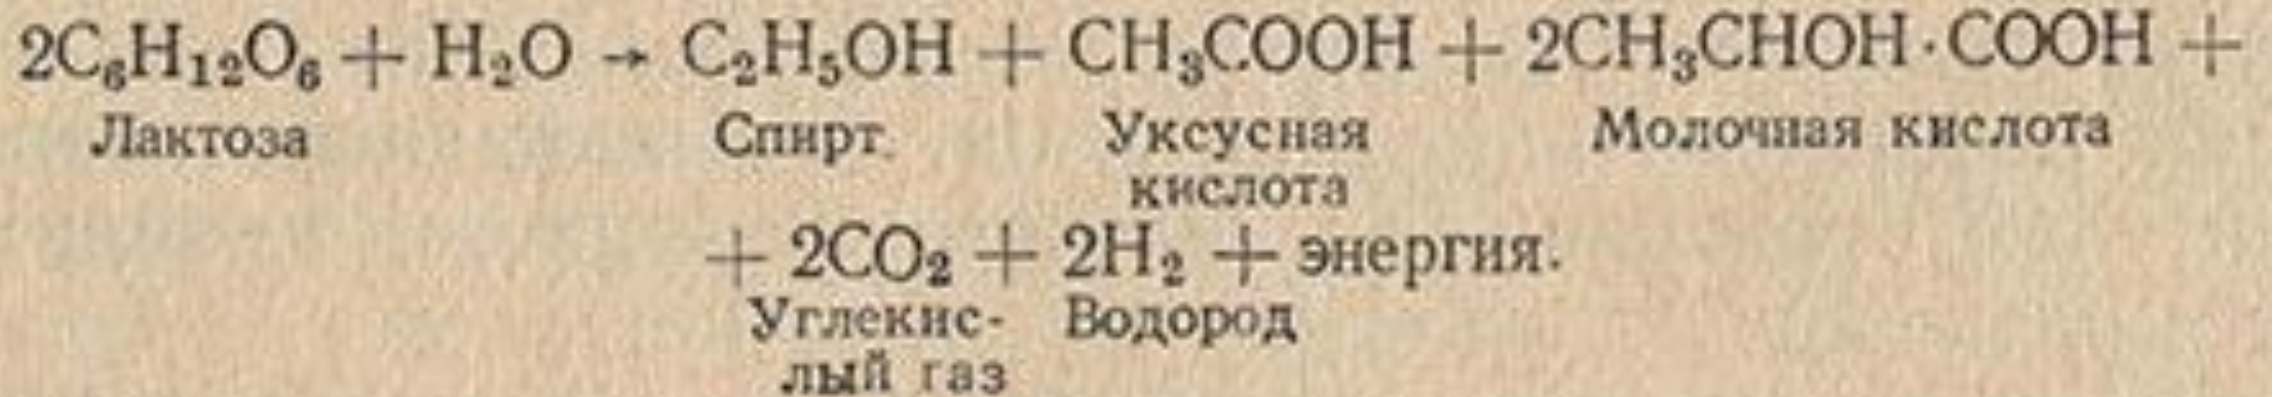 2C₆H₁₂O₆ + H₂O → C₂H₅OH + CH₃COOH + 2CH₃CHOH·COOH +
Лактоза Спирт Уксусная Молочная кислота
кислота
+ 2CO₂ + 2H₂ + энергия.
Углекис- Водород
лый газ